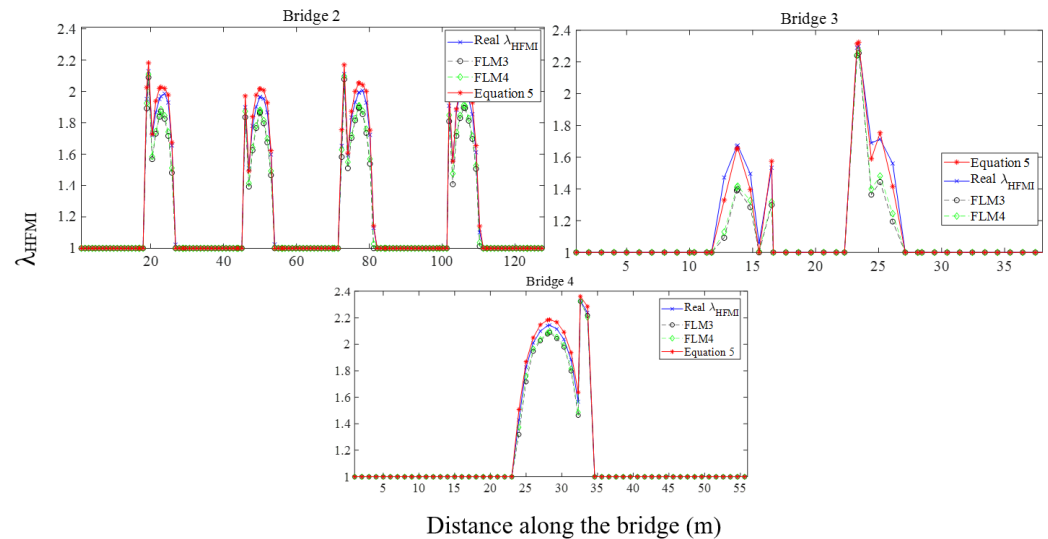 Bridge 2
2.4
2.2
2
1.8
1.6
1.4
1.2
1
20
40
60
80
100
120
Real λHFMI
FLM3
FLM4
Equation 5
Bridge 3
2.4
2.2
2
1.8
1.6
1.4
1.2
1
5
10
15
20
25
30
35
Equation 5
Real λHFMI
FLM3
FLM4
λHFMI
Bridge 4
2.4
2.2
2
1.8
1.6
1.4
1.2
1
5
10
15
20
25
30
35
40
45
50
55
Real λHFMI
FLM3
FLM4
Equation 5
Distance along the bridge (m)